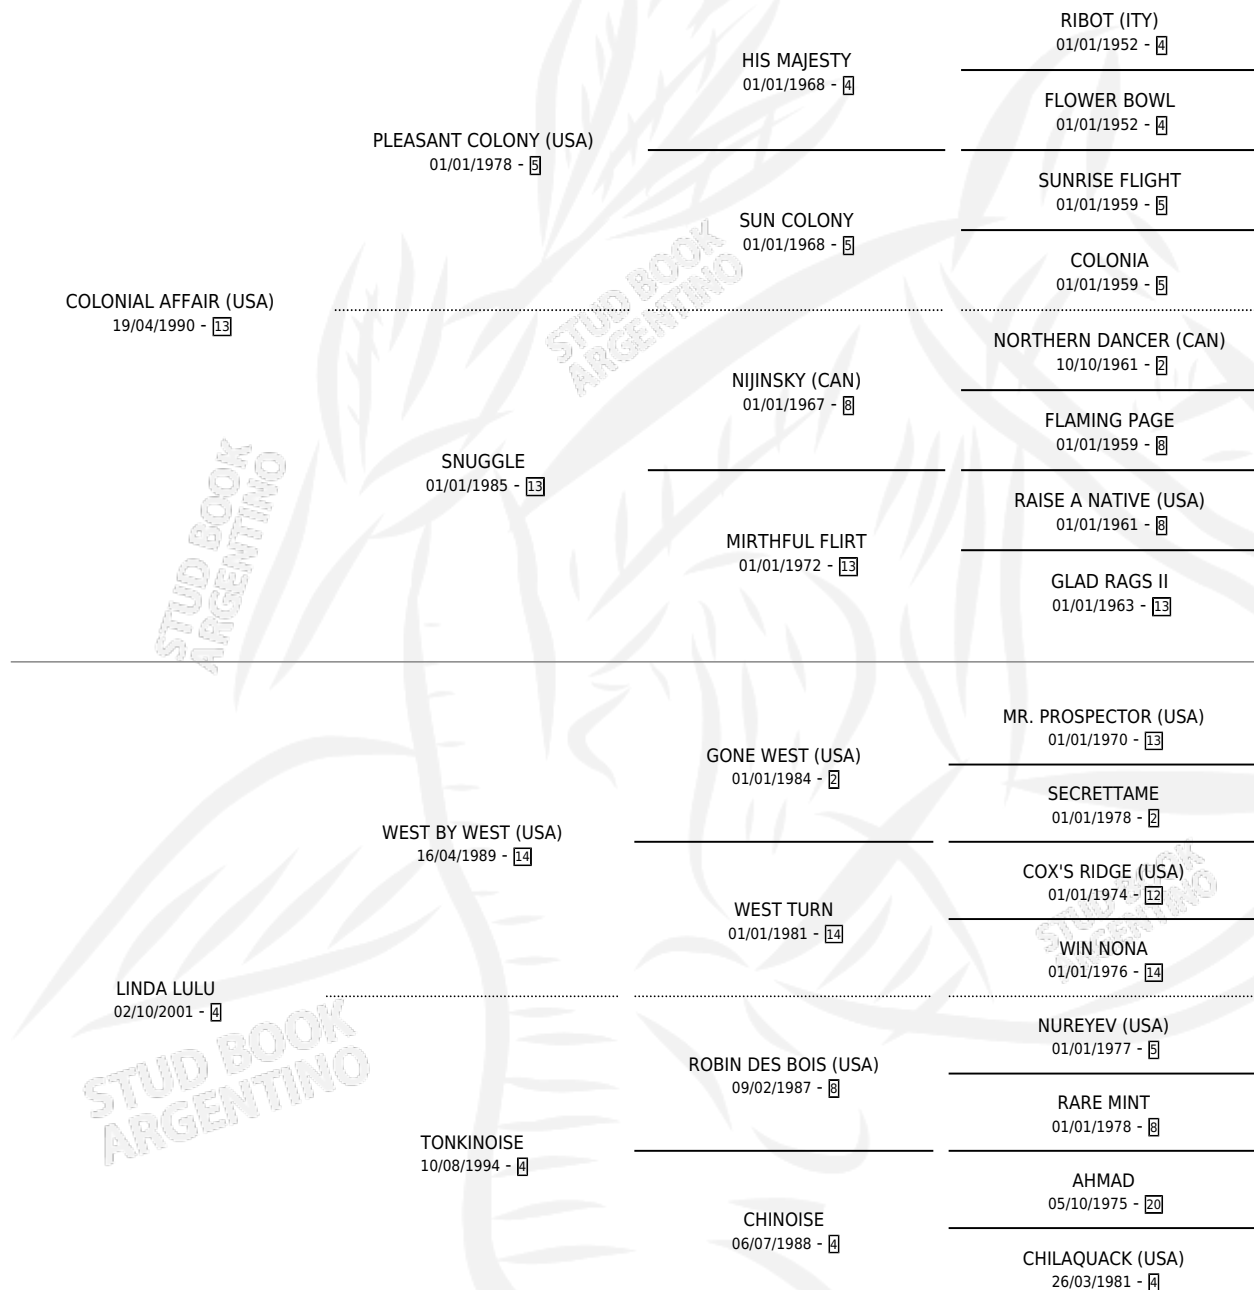 RIBOT (ITY)
01/01/1952 - 4
HIS MAJESTY
01/01/1968 - 4
FLOWER BOWL
01/01/1952 - 4
PLEASANT COLONY (USA)
01/01/1978 - 5
SUNRISE FLIGHT
01/01/1959 - 5
SUN COLONY
01/01/1968 - 5
COLONIA
01/01/1959 - 5
COLONIAL AFFAIR (USA)
19/04/1990 - 13
STUD BOOK
ARGENTINO
NORTHERN DANCER (CAN)
10/10/1961 - 2
NIJINSKY (CAN)
01/01/1967 - 8
FLAMING PAGE
01/01/1959 - 8
SNUGGLE
01/01/1985 - 13
RAISE A NATIVE (USA)
01/01/1961 - 8
MIRTHFUL FLIRT
01/01/1972 - 13
GLAD RAGS II
01/01/1963 - 13
STUD BOOK
ARGENTINO
MR. PROSPECTOR (USA)
01/01/1970 - 13
GONE WEST (USA)
01/01/1984 - 2
SECRETTAME
01/01/1978 - 2
WEST BY WEST (USA)
16/04/1989 - 14
COX'S RIDGE (USA)
01/01/1974 - 12
WEST TURN
01/01/1981 - 14
STUD BOOK
ARGENTINO
WIN NONA
01/01/1976 - 14
LINDA LULU
02/10/2001 - 4
STUD BOOK
ARGENTINO
NUREYEV (USA)
01/01/1977 - 5
ROBIN DES BOIS (USA)
09/02/1987 - 8
RARE MINT
01/01/1978 - 8
TONKINOISE
10/08/1994 - 4
AHMAD
05/10/1975 - 20
CHINOISE
06/07/1988 - 4
CHILAQUACK (USA)
26/03/1981 - 4